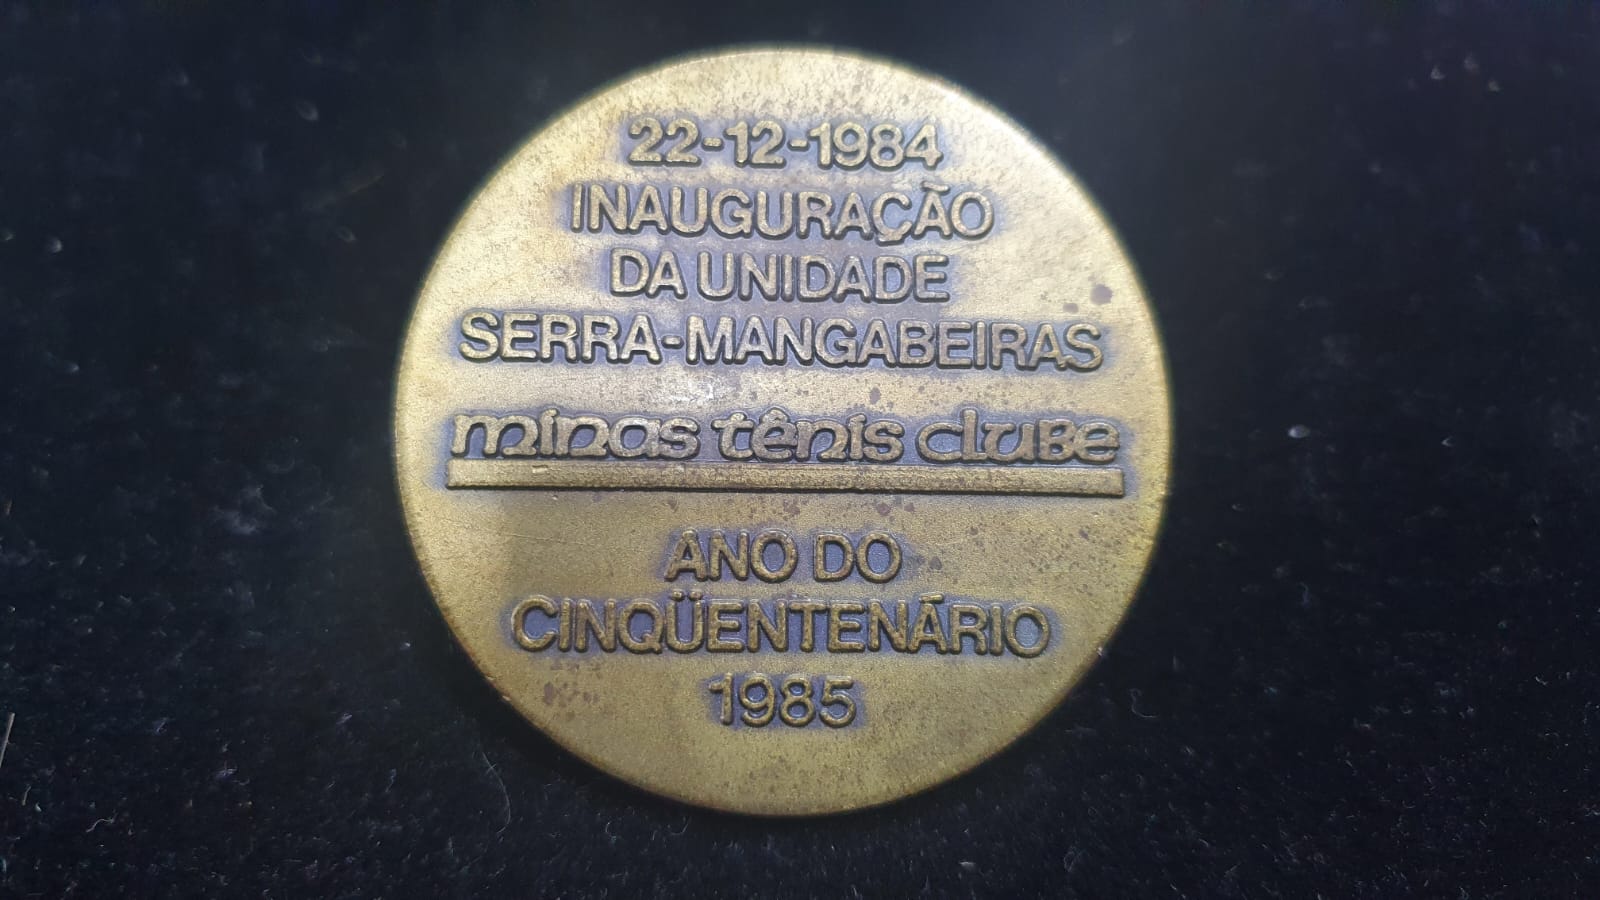 22-12-1984
INAUGURAÇÃO
DA UNIDADE
SERRA-MANGABEIRAS
minas tênis clube
ANO DO
CINQÜENTENÁRIO
1985